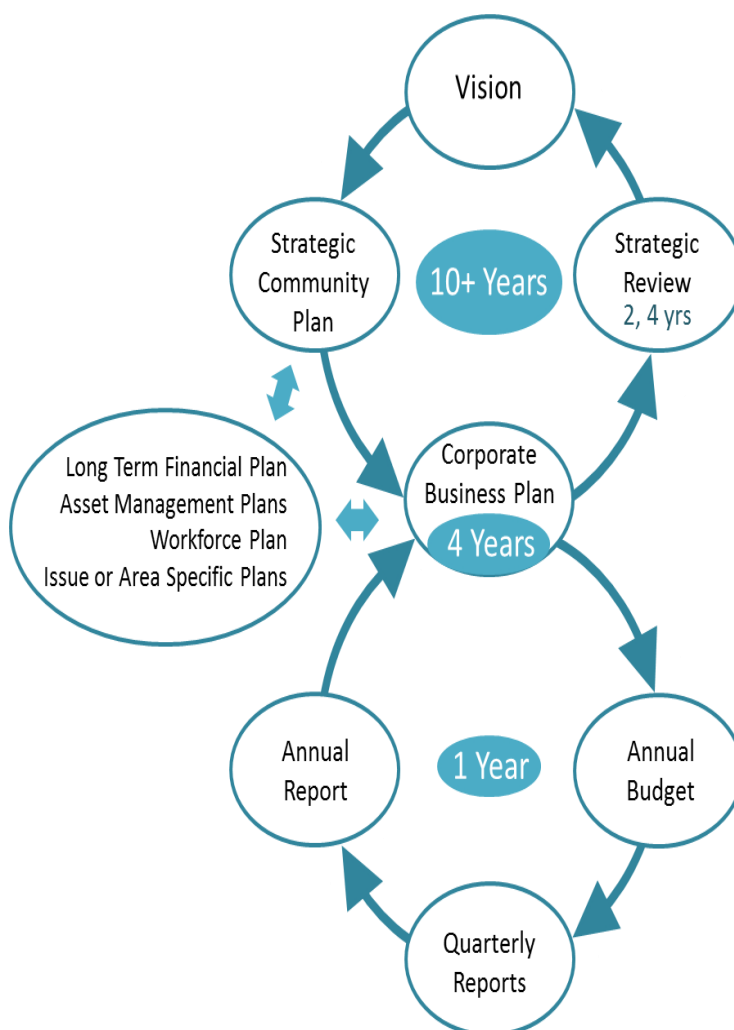 Vision
Strategic
Community
Plan
10+ Years
Strategic
Review
2, 4 yrs
Long Term Financial Plan
Asset Management Plans
Workforce Plan
Issue or Area Specific Plans
Corporate
Business Plan
4 Years
Annual
Report
1 Year
Annual
Budget
Quarterly
Reports